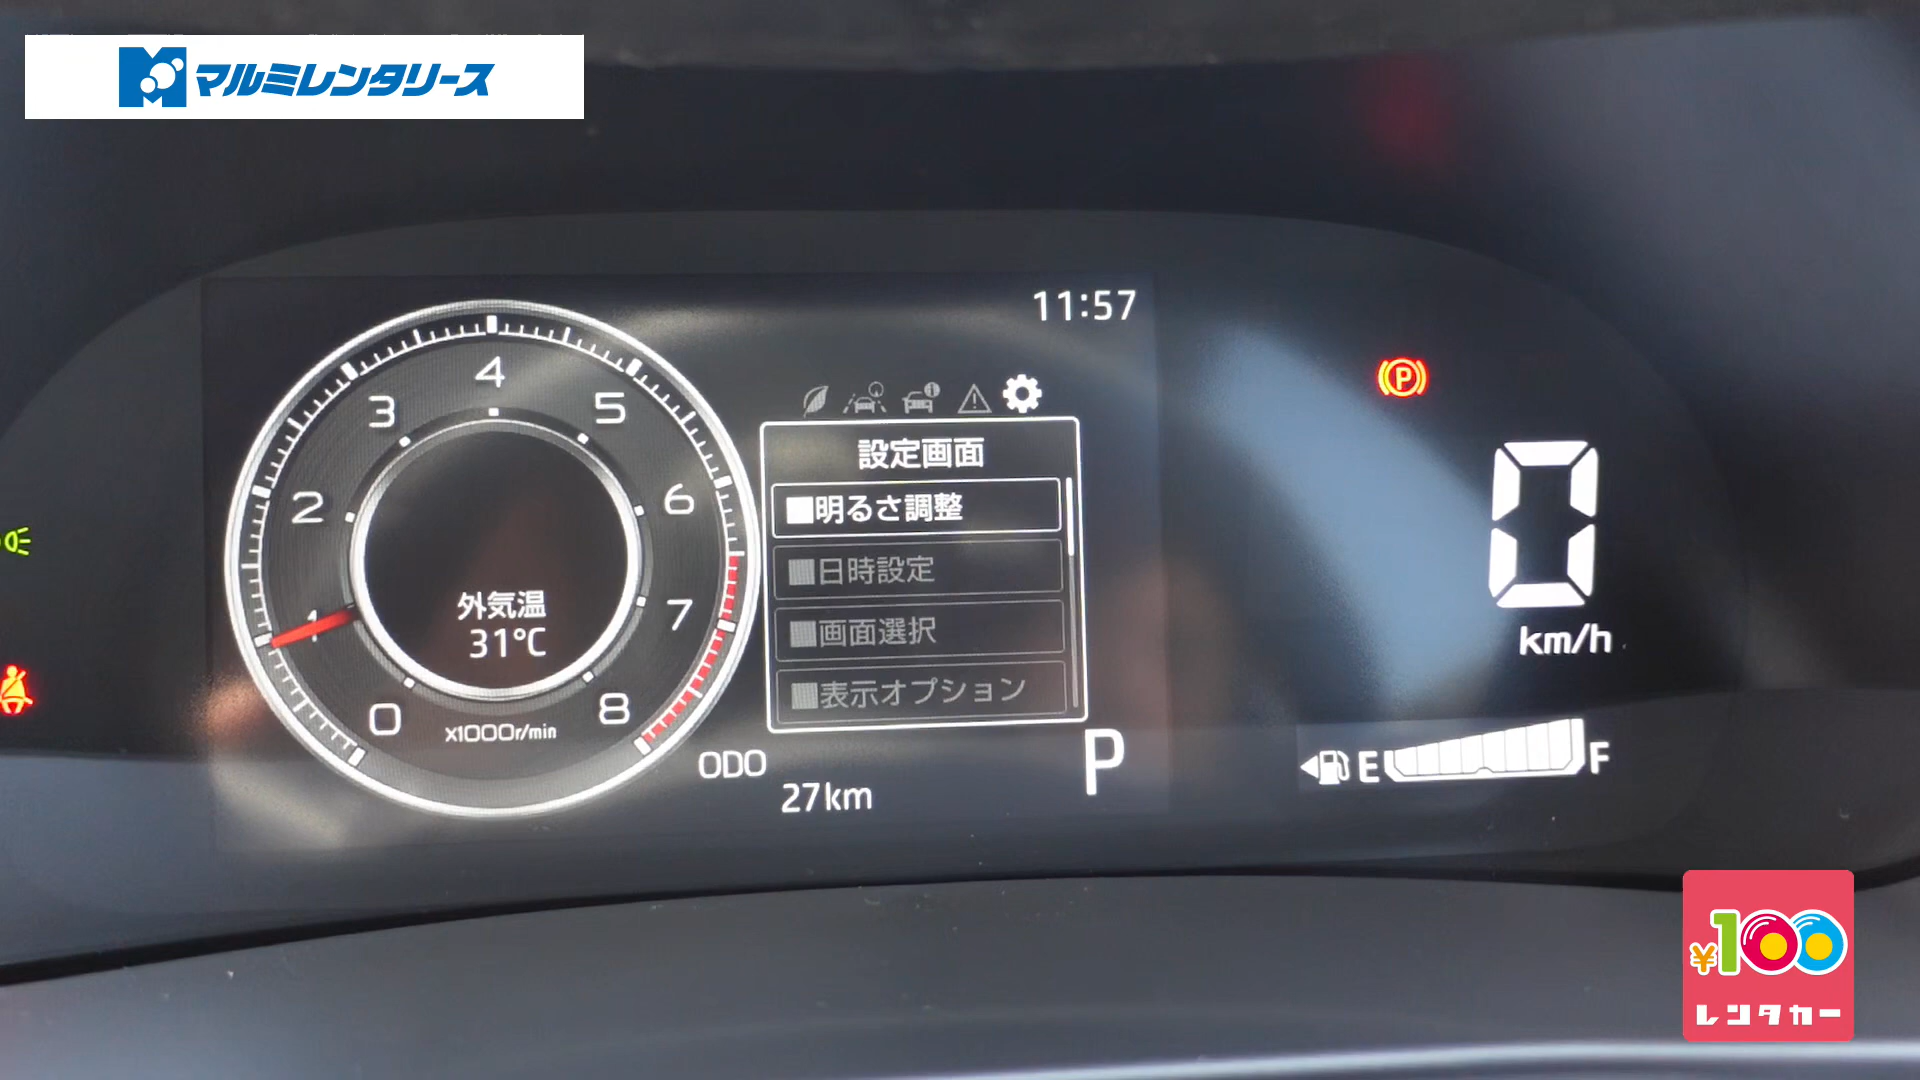 マルミレンタリース
11:57
4
3
5
2
6
1
7
0
8
外気温
31℃
x1000r/min
設定画面
■明るさ調整
■日時設定
■画面選択
■表示オプション
P
0
km/h
ODO
27km
P
E
F
¥100
レンタカー